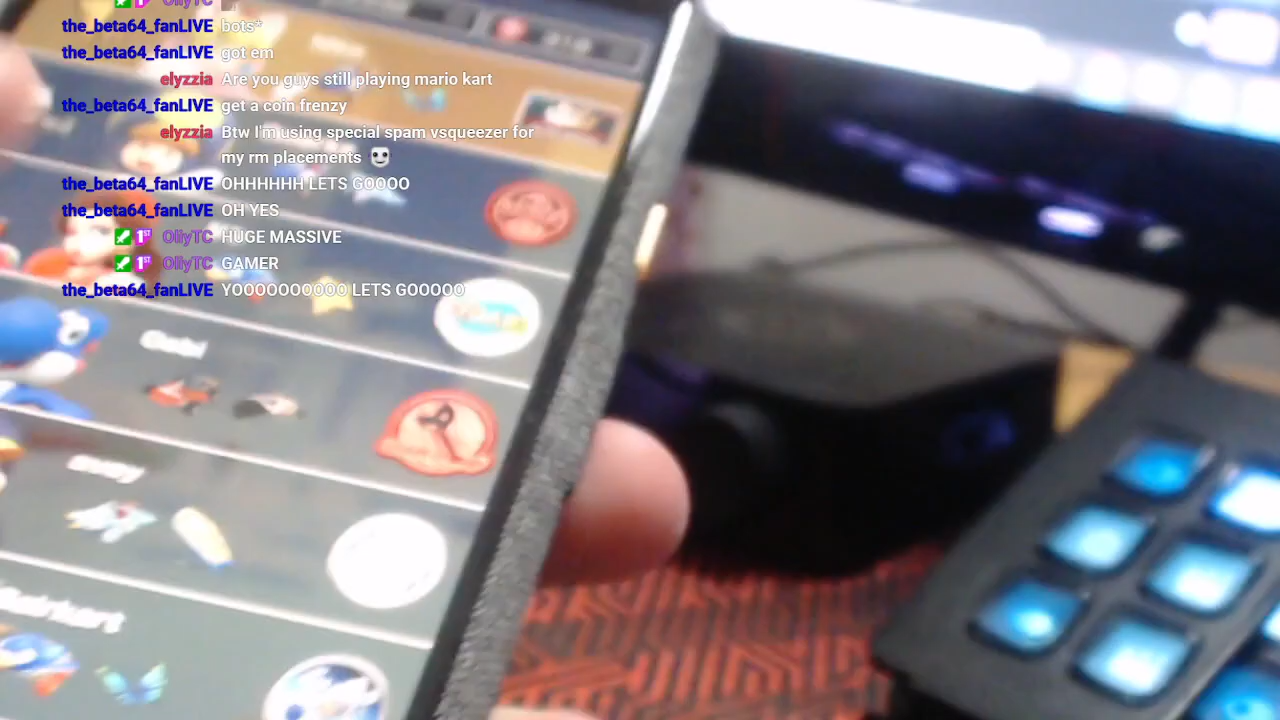 OllyTC
the_beta64_fanLIVE bots*
the_beta64_fanLIVE got em
elyzzia Are you guys still playing mario kart
the_beta64_fanLIVE get a coin frenzy
elyzzia Btw I'm using special spam vsqueezer for
my rm placements
the_beta64_fanLIVE OHHHHHH LETS GOOOO
the_beta64_fanLIVE OH YES
OllyTC HUGE MASSIVE
OllyTC GAMER
the_beta64_fanLIVE YOOOOOOOOOO LETS GOOOOO